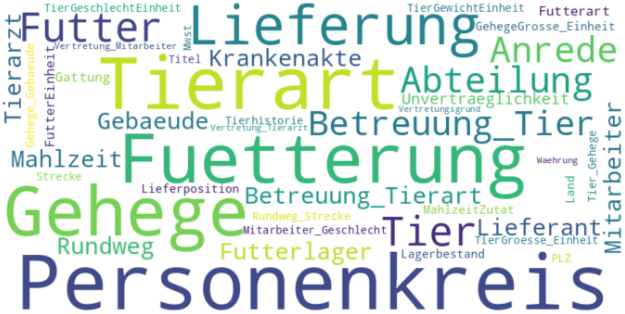 TierGeschlechtEinheit
Futter
Lieferung
TierGewichtEinheit
Futterart
GehegeGrosse_Einheit
Anrede
Tierarzt
Gehege_Gebaeude
FutterEinheit
Vertretung_Mitarbeiter
Mwst
Titel
Krankenakte
Gattung
Tierart
Abteilung
Unvertraeglichkeit
Vertretungsgrund
Gebaeude
Tierhistorie
Vertretung_Tierarzt
Betreuung_Tier
Mitarbeiter
Tier_Gehege
Mahlzeit
Fuetterung
Waehrung
Strecke
Lieferposition
Betreuung_Tierart
Land
Gehege
Rundweg_Strecke
MahlzeitZutat
Rundweg
Mitarbeiter_Geschlecht
Tier
Lieferant
TierGroesse_Einheit
Futterlager
Lagerbestand
PLZ
Personenkreis